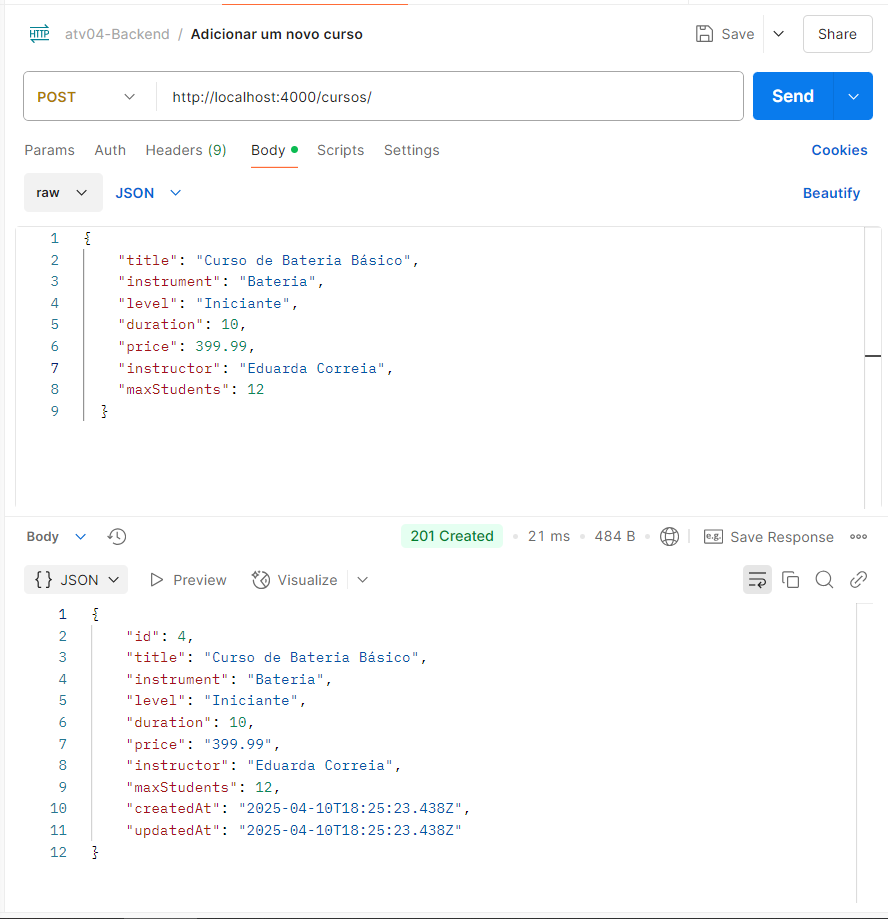 HTTP atv04-Backend / Adicionar um novo curso Save Share
POST http://localhost:4000/cursos/ Send
Params Auth Headers (9) Body Scripts Settings Cookies
raw JSON Beautify
1 {
2 "title": "Curso de Bateria Básico",
3 "instrument": "Bateria",
4 "level": "Iniciante",
5 "duration": 10,
6 "price": 399.99,
7 "instructor": "Eduarda Correia",
8 "maxStudents": 12
9 }
Body 201 Created 21 ms 484 B e.g. Save Response
{} JSON Preview Visualize
1 {
2 "id": 4,
3 "title": "Curso de Bateria Básico",
4 "instrument": "Bateria",
5 "level": "Iniciante",
6 "duration": 10,
7 "price": "399.99",
8 "instructor": "Eduarda Correia",
9 "maxStudents": 12,
10 "createdAt": "2025-04-10T18:25:23.438Z",
11 "updatedAt": "2025-04-10T18:25:23.438Z"
12 }